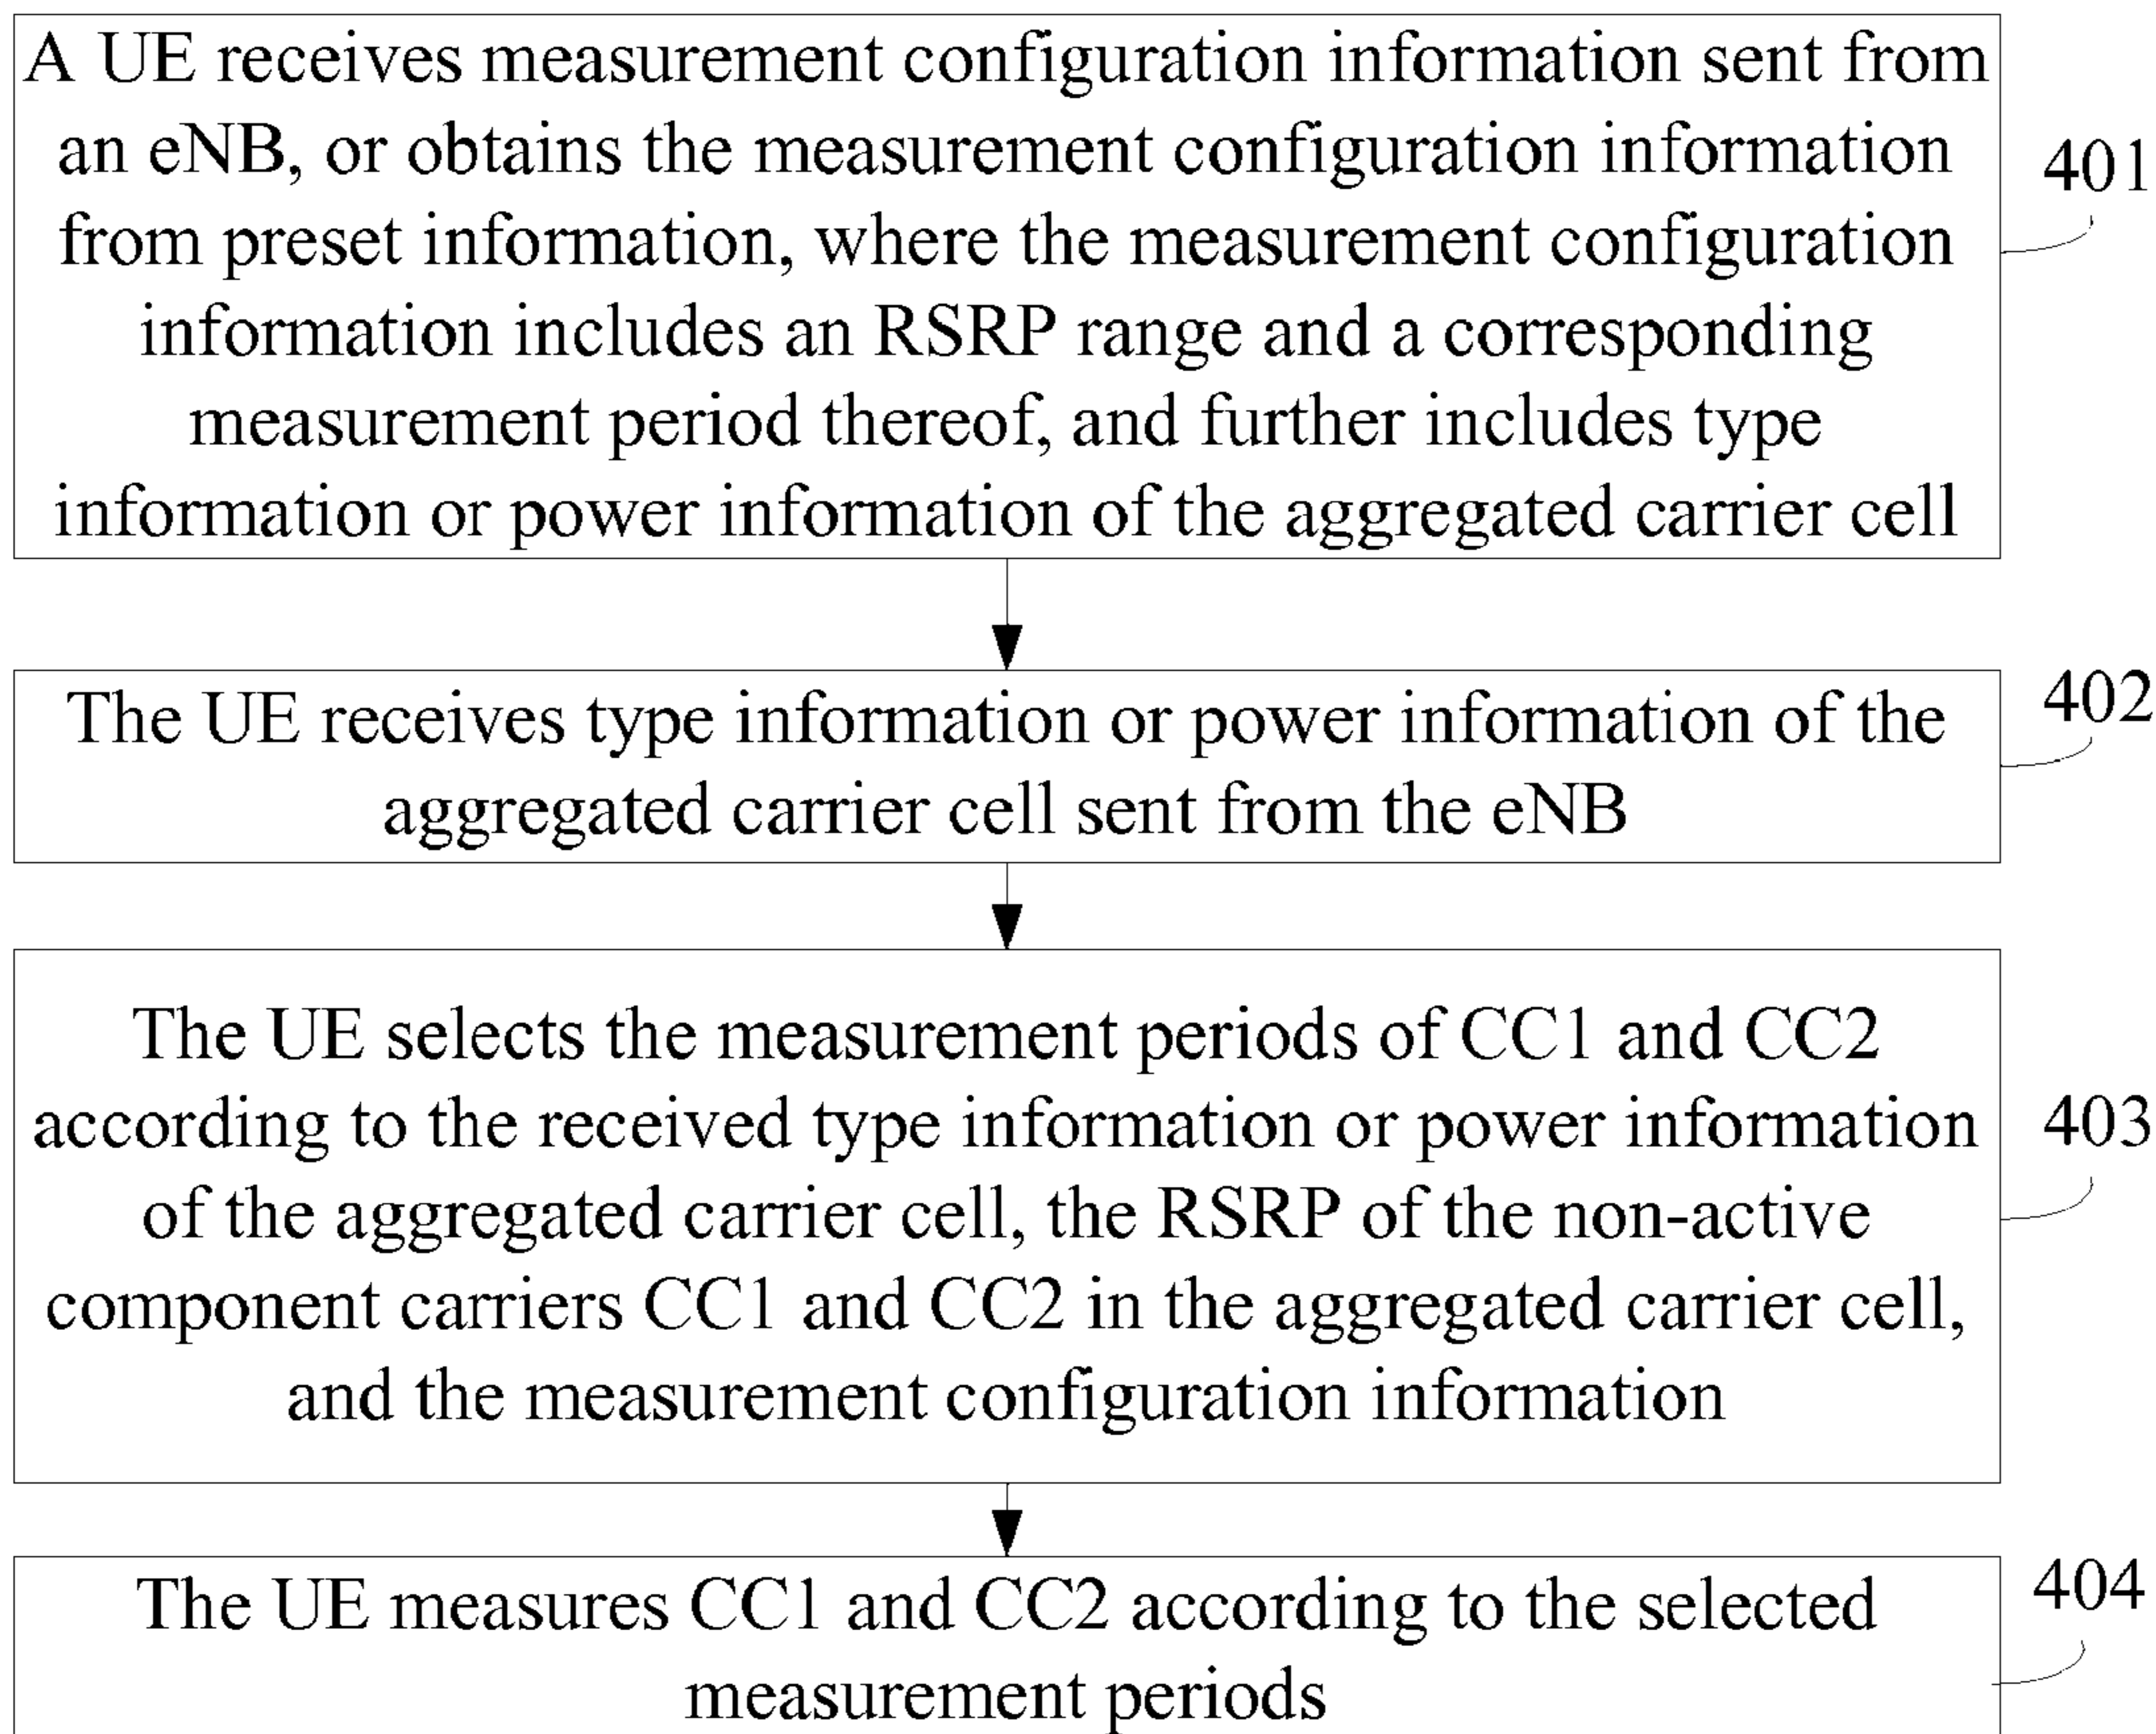 A UE receives measurement configuration information sent from
an eNB, or obtains the measurement configuration information
from preset information, where the measurement configuration
information includes an RSRP range and a corresponding
measurement period thereof, and further includes type
information or power information of the aggregated carrier cell
401
The UE receives type information or power information of the
aggregated carrier cell sent from the eNB
402
The UE selects the measurement periods of CC1 and CC2
according to the received type information or power information
of the aggregated carrier cell, the RSRP of the non-active
component carriers CC1 and CC2 in the aggregated carrier cell,
and the measurement configuration information
403
The UE measures CC1 and CC2 according to the selected
measurement periods
404